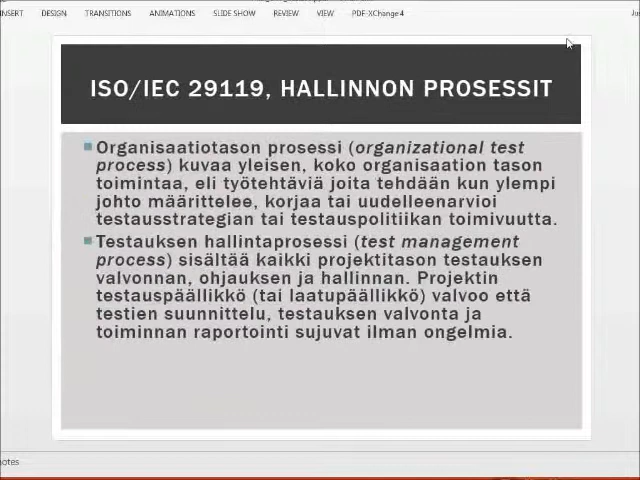 INSERT DESIGN TRANSITIONS ANIMATIONS SLIDE SHOW REVIEW VIEW PDF-XChange 4
ISO/IEC 29119, HALLINNON PROSESSIT
Organisaatiotason prosessi (organizational test
process) kuvaa yleisen, koko organisaation tason
toimintaa, eli työtehtäviä joita tehdään kun ylempi
johto määrittelee, korjaa tai uudelleenarvioi
testausstrategian tai testauspolitiikan toimivuutta.
Testauksen hallintaprosessi (test management
process) sisältää kaikki projektitason testauksen
valvonnan, ohjauksen ja hallinnan. Projektin
testauspäällikkö (tai laatupäällikkö) valvoo että
testien suunnittelu, testauksen valvonta ja
toiminnan raportointi sujuvat ilman ongelmia.
notes